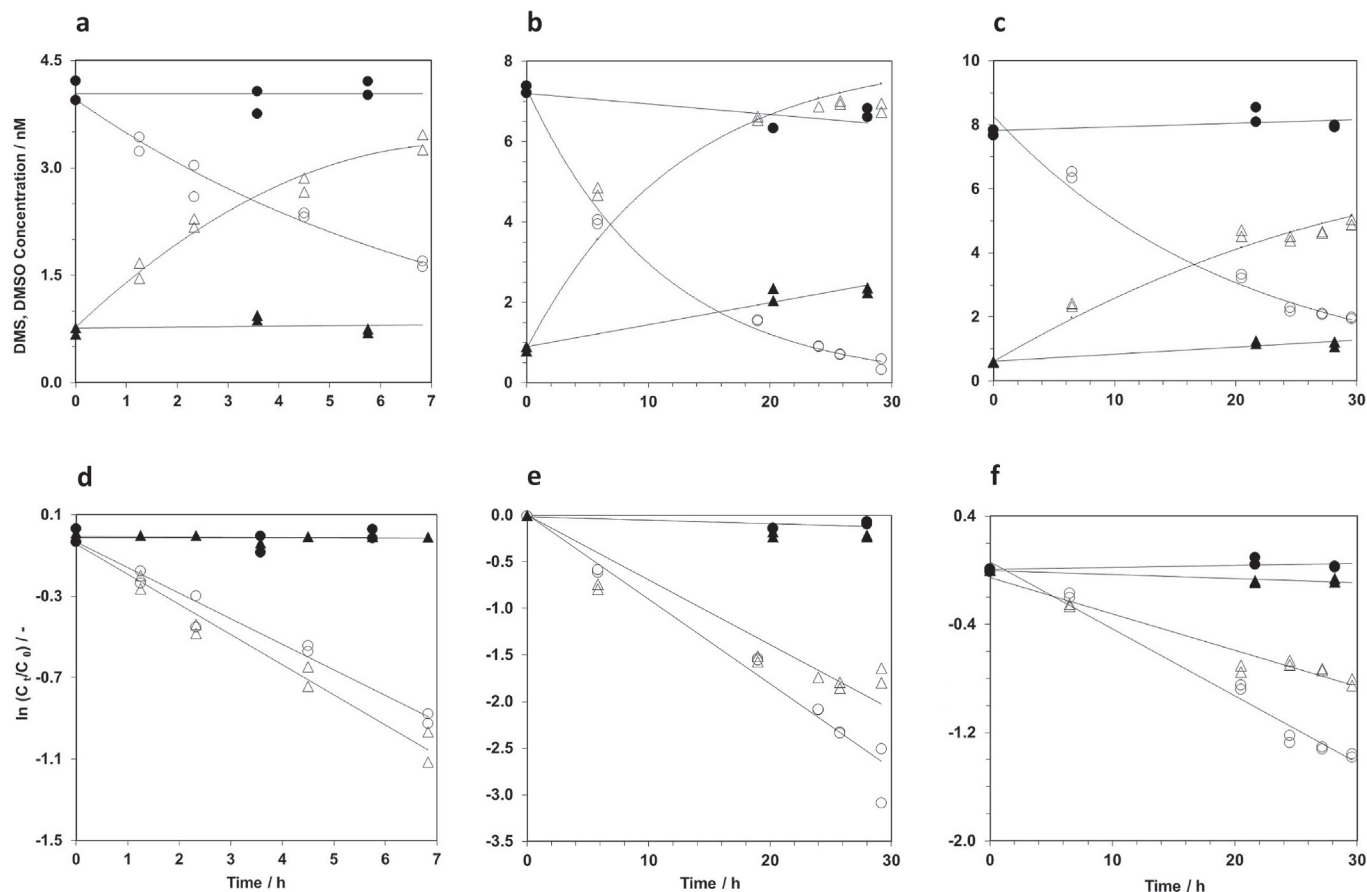 a
b
c
4.5
3.0
1.5
0.0
DMS, DMSO Concentration / nM
0 1 2 3 4 5 6 7
8
6
4
2
0
0 10 20 30
10
8
6
4
2
0
0 10 20 30
d
e
f
0.1
-0.3
-0.7
-1.1
-1.5
ln (C t/C 0) / -
0 1 2 3 4 5 6 7
Time / h
0.0
-0.5
-1.0
-1.5
-2.0
-2.5
-3.0
-3.5
0 10 20 30
Time / h
0.4
-0.4
-1.2
-2.0
0 10 20 30
Time / h